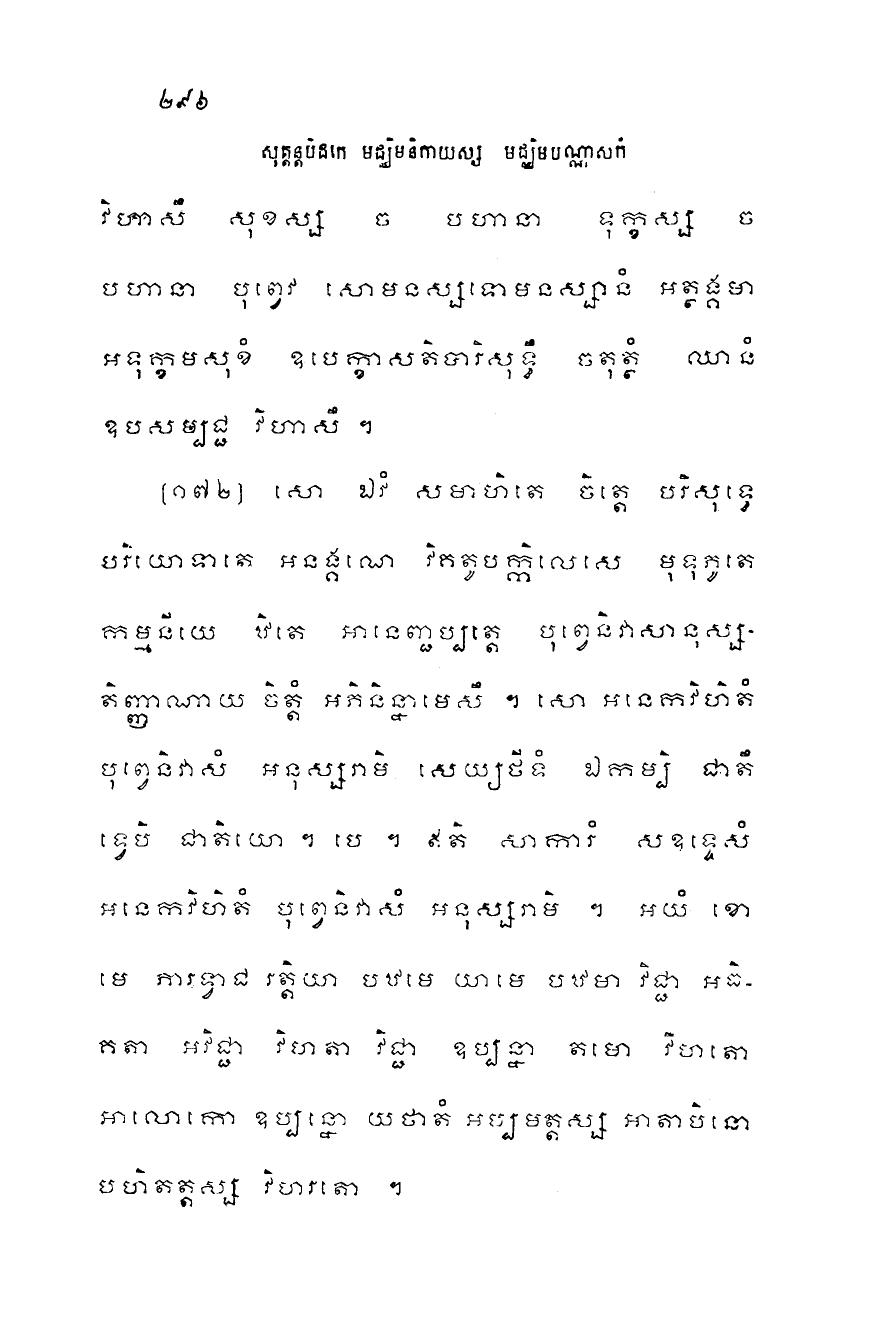 ២៩៦
សុត្តន្តបិដកេ មជ្ឈិមនិកាយស្ស មជ្ឈិមបណ្ណាសកំ
វិហាសឹ សុខស្ស ច បហានា ទុក្ខស្ស ច
បហានា បុព្វេវ សោមនស្សទោមនស្សានំ អត្ថង្គមា
អទុក្ខមសុខំ ឧបេក្ខាសតិបារិសុទ្ធឹ ចតុត្ថំ ឈានំ
ឧបសម្បជ្ជ វិហាសឹ ។
[១៧២] សោ ឯវំ សមាហិតេ ចិត្តេ បរិសុទ្ធេ
បរិយោទាតេ អនង្គណេ វិគតូបក្កិលេសេ មុទុភូតេ
កម្មនីយេ ឋិតេ អានេញ្ជប្បត្តេ បុព្វេនិវាសានុស្ស-
តិញ្ញាណាយ ចិត្តំ អភិនិន្នាមេសឹ ។ សោ អនេកវិហិតំ
បុព្វេនិវាសំ អនុស្សរាមិ សេយ្យថីទំ ឯកម្បិ ជាតឹ
ទ្វេបិ ជាតិយោ ។ បេ ។ ឥតិ សាការំ សឧទ្ទេសំ
អនេកវិហិតំ បុព្វេនិវាសំ អនុស្សរាមិ ។ អយំ ខោ
មេ ភារទ្វាជ រត្តិយា បឋមេ យាមេ បឋមា វិជ្ជា អធិ-
គតា អវិជ្ជា វិហតា វិជ្ជា ឧប្បន្នា តមោ វិហតោ
អាលោកោ ឧប្បន្នោ យថាតំ អប្បមត្តស្ស អាតាបិនោ
បហិតត្តស្ស វិហរតោ ។